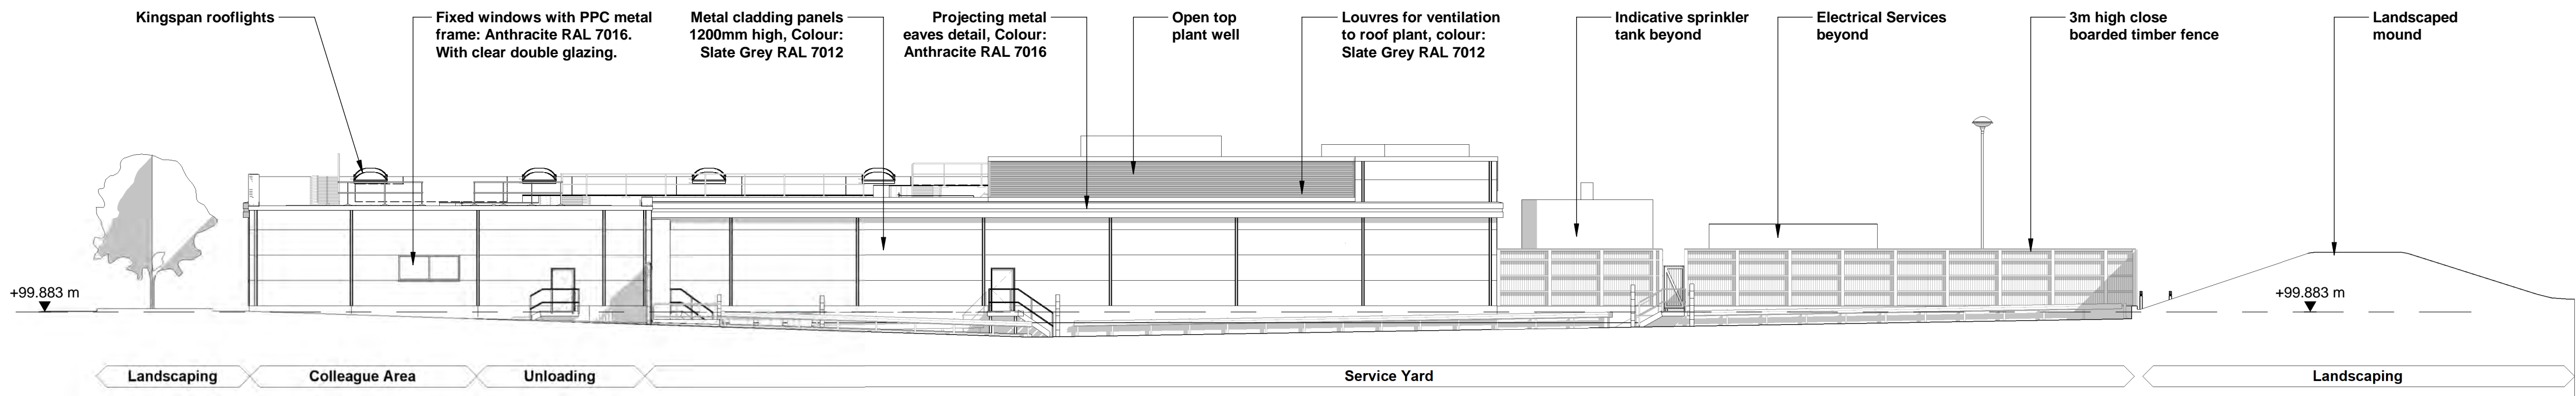 Kingspan rooflights
Fixed windows with PPC metal
frame: Anthracite RAL 7016.
With clear double glazing.
Metal cladding panels
1200mm high, Colour:
Slate Grey RAL 7012
Projecting metal
eaves detail, Colour:
Anthracite RAL 7016
Open top
plant well
Louvres for ventilation
to roof plant, colour:
Slate Grey RAL 7012
Indicative sprinkler
tank beyond
Electrical Services
beyond
3m high close
boarded timber fence
Landscaped
mound
+99.883 m
+99.883 m
Landscaping
Colleague Area
Unloading
Service Yard
Landscaping